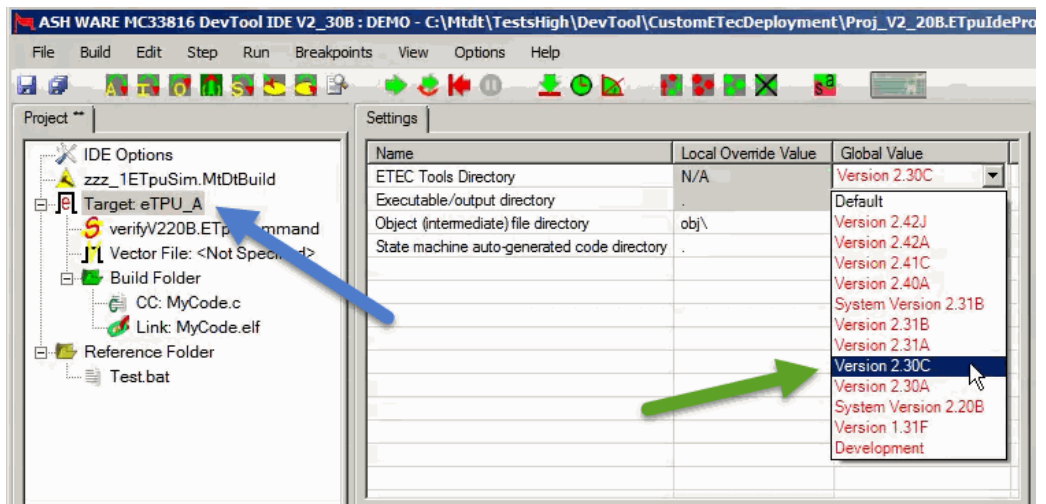 ASH WARE MC33816 DevTool IDE V2_30B : DEMO - C:\Mtdt\TestsHigh\DevTool\CustomETecDeployment\Proj_V2_20B.ETpuIdePro
File Build Edit Step Run Breakpoints View Options Help
Project **
Settings
IDE Options
zzz_1ETpuSim.MtDtBuild
Target: eTPU_A
verifyV220B.ETpu
Vector File: <Not
Build Folder
CC: MyCode.c
Link: MyCode.elf
Reference Folder
Test.bat
Name Local Override Value Global Value
ETEC Tools Directory N/A Version 2.30C
Executable/output directory .
Object (intermediate) file directory obj\
State machine auto-generated code directory .
Default
Version 2.42J
Version 2.42A
Version 2.41C
Version 2.40A
System Version 2.31B
Version 2.31B
Version 2.31A
Version 2.30C
Version 2.30A
System Version 2.20B
Version 1.31F
Development